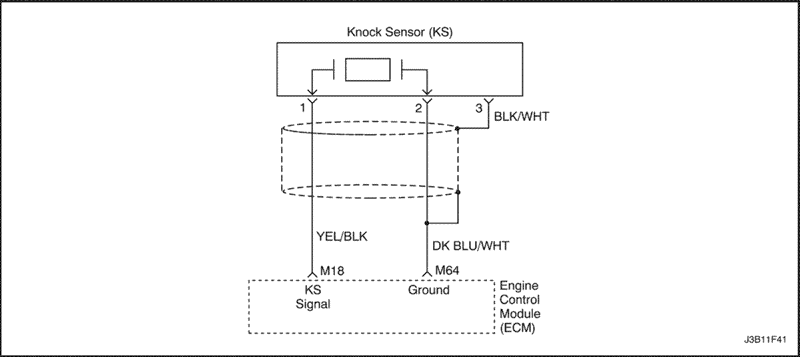 Knock Sensor (KS)
1
2
3
BLK/WHT
YEL/BLK
DK BLU/WHT
M18
M64
KS
Signal
Ground
Engine
Control
Module
(ECM)
J3B11F41